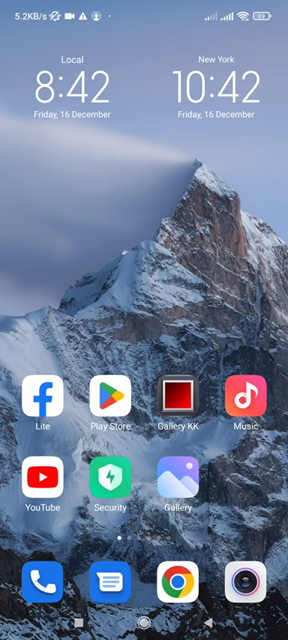 5.2KB/s
Local
8:42
Friday, 16 December
New York
10:42
Friday, 16 December
Lite
Play Store
Gallery KK
Music
YouTube
Security
Gallery